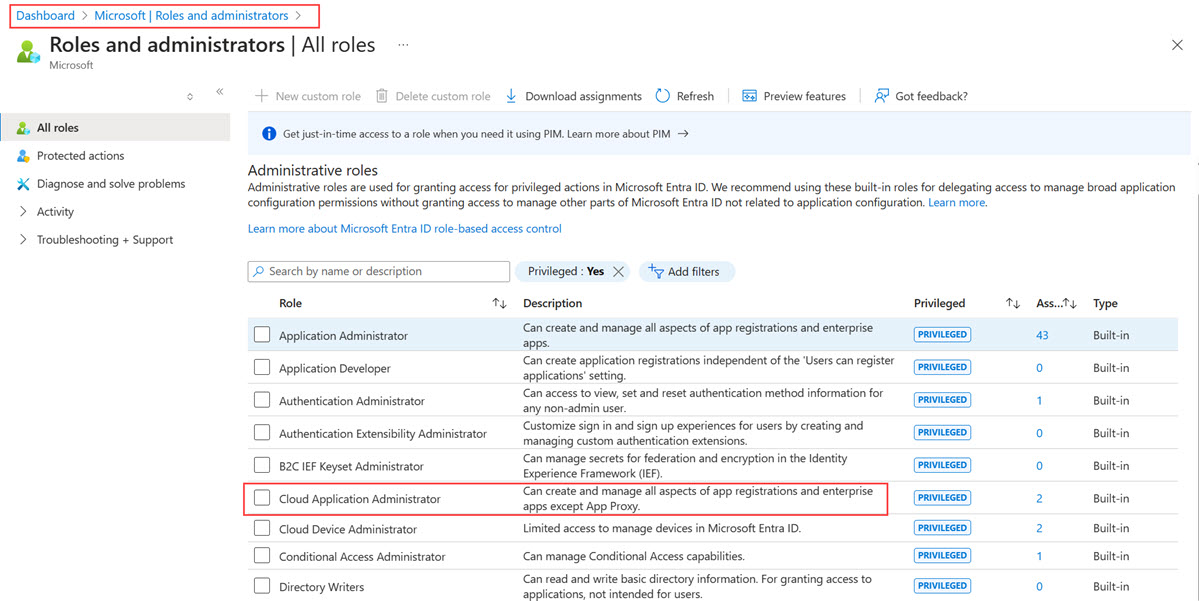 Dashboard > Microsoft | Roles and administrators >
Roles and administrators | All roles ...
Microsoft
New custom role Delete custom role Download assignments Refresh Preview features Got feedback?
All roles
Protected actions
Diagnose and solve problems
Activity
Troubleshooting + Support
Get just-in-time access to a role when you need it using PIM. Learn more about PIM →
Administrative roles
Administrative roles are used for granting access for privileged actions in Microsoft Entra ID. We recommend using these built-in roles for delegating access to manage broad application
configuration permissions without granting access to manage other parts of Microsoft Entra ID not related to application configuration. Learn more.
Learn more about Microsoft Entra ID role-based access control
Search by name or description Privileged : Yes Add filters
Role Description Privileged Ass... Type
Application Administrator Can create and manage all aspects of app registrations and enterprise
apps. PRIVILEGED 43 Built-in
Application Developer Can create application registrations independent of the 'Users can register
applications' setting. PRIVILEGED 0 Built-in
Authentication Administrator Can access to view, set and reset authentication method information for
any non-admin user. PRIVILEGED 1 Built-in
Authentication Extensibility Administrator Customize sign in and sign up experiences for users by creating and
managing custom authentication extensions. PRIVILEGED 0 Built-in
B2C IEF Keyset Administrator Can manage secrets for federation and encryption in the Identity
Experience Framework (IEF). PRIVILEGED 0 Built-in
Cloud Application Administrator Can create and manage all aspects of app registrations and enterprise
apps except App Proxy. PRIVILEGED 2 Built-in
Cloud Device Administrator Limited access to manage devices in Microsoft Entra ID. PRIVILEGED 2 Built-in
Conditional Access Administrator Can manage Conditional Access capabilities. PRIVILEGED 1 Built-in
Directory Writers Can read and write basic directory information. For granting access to
applications, not intended for users. PRIVILEGED 0 Built-in